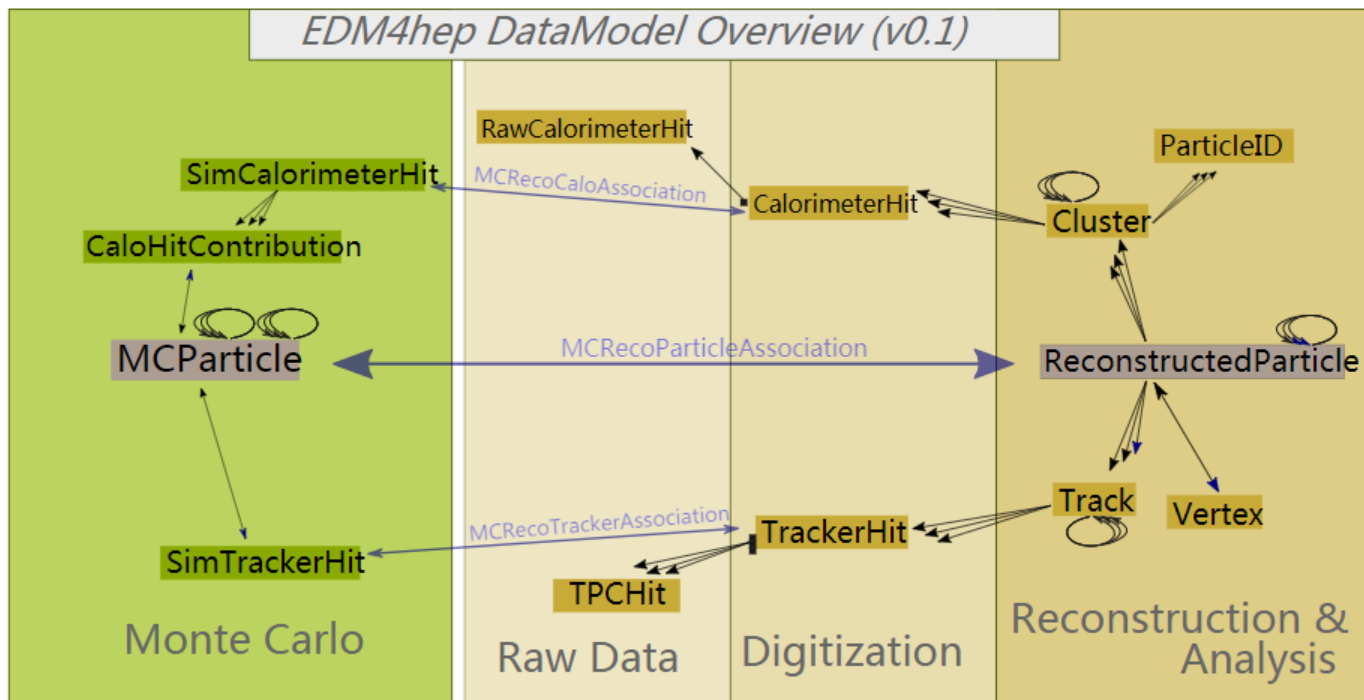 EDM4hep DataModel Overview (v0.1)
RawCalorimeterHit
ParticleID
SimCalorimeterHit
MCRecoCaloAssociation
CalorimeterHit
Cluster
CaloHitContribution
MCParticle
MCRecoParticleAssociation
ReconstructedParticle
Track
Vertex
MCRecoTrackerAssociation
TrackerHit
SimTrackerHit
TPCHit
Monte Carlo
Raw Data
Digitization
Reconstruction &
Analysis